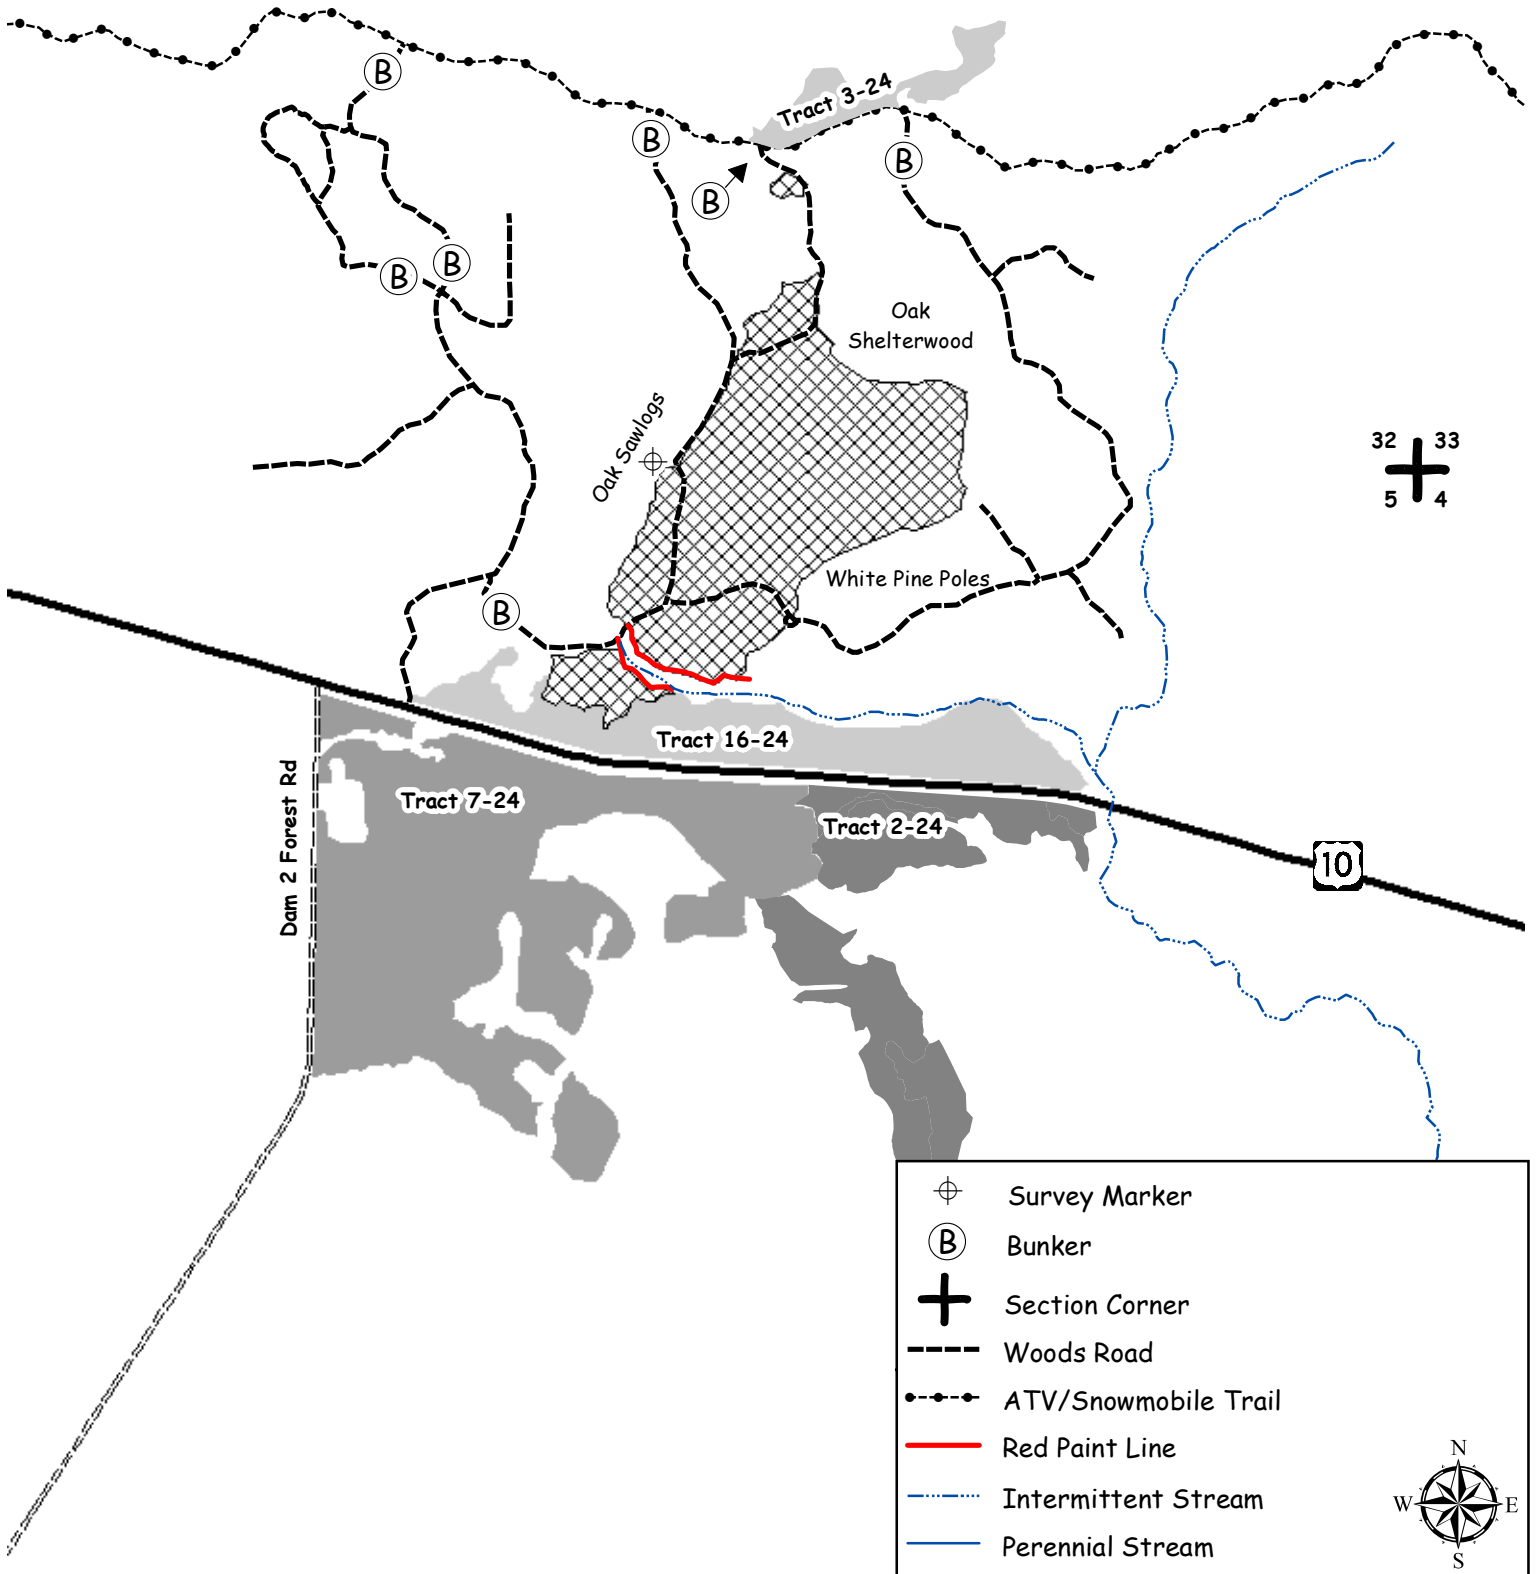 B
Tract 3-24
B
B
B
B
B
Oak
Shelterwood
Oak Sawlogs
32 33
5 4
White Pine Poles
B
Tract 16-24
Tract 7-24
Tract 2-24
Dam 2 Forest Rd
10
Survey Marker
B Bunker
Section Corner
Woods Road
ATV/Snowmobile Trail
Red Paint Line
Intermittent Stream
Perennial Stream
N
W E
S